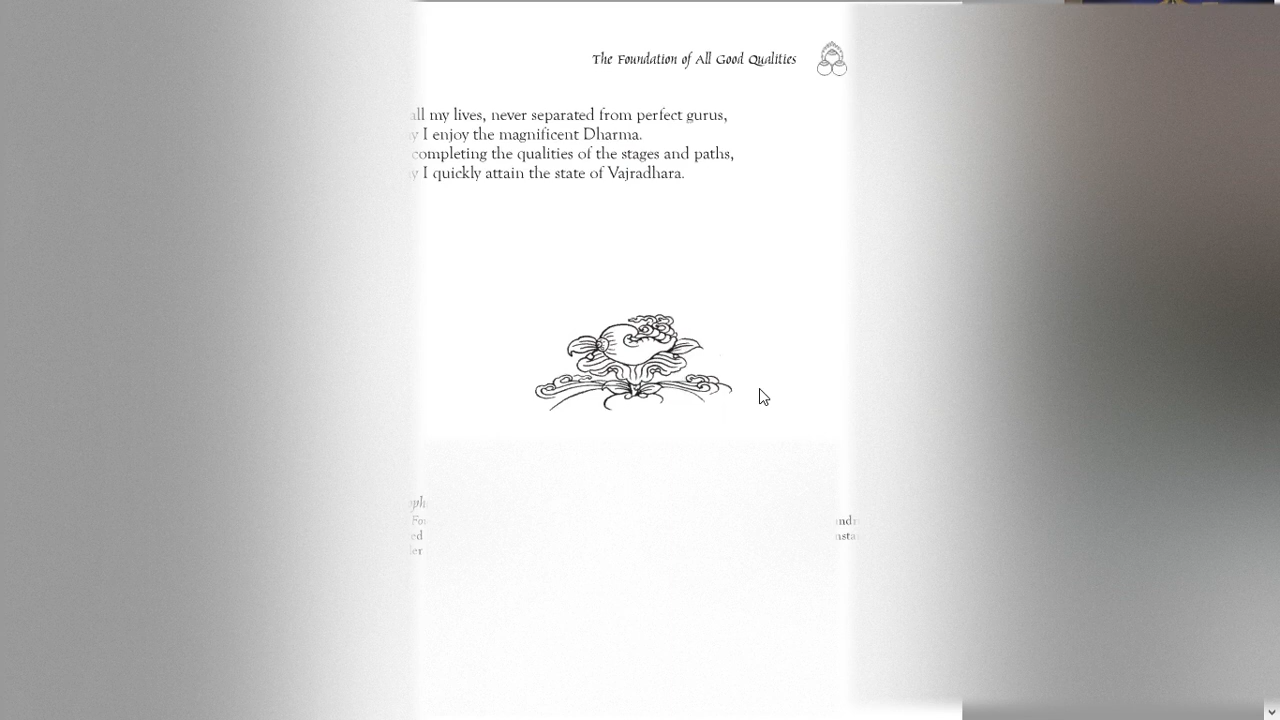 The Foundation of All Good Qualities
all my lives, never separated from perfect gurus,
I enjoy the magnificent Dharma.
completing the qualities of the stages and paths,
I quickly attain the state of Vajradhara.